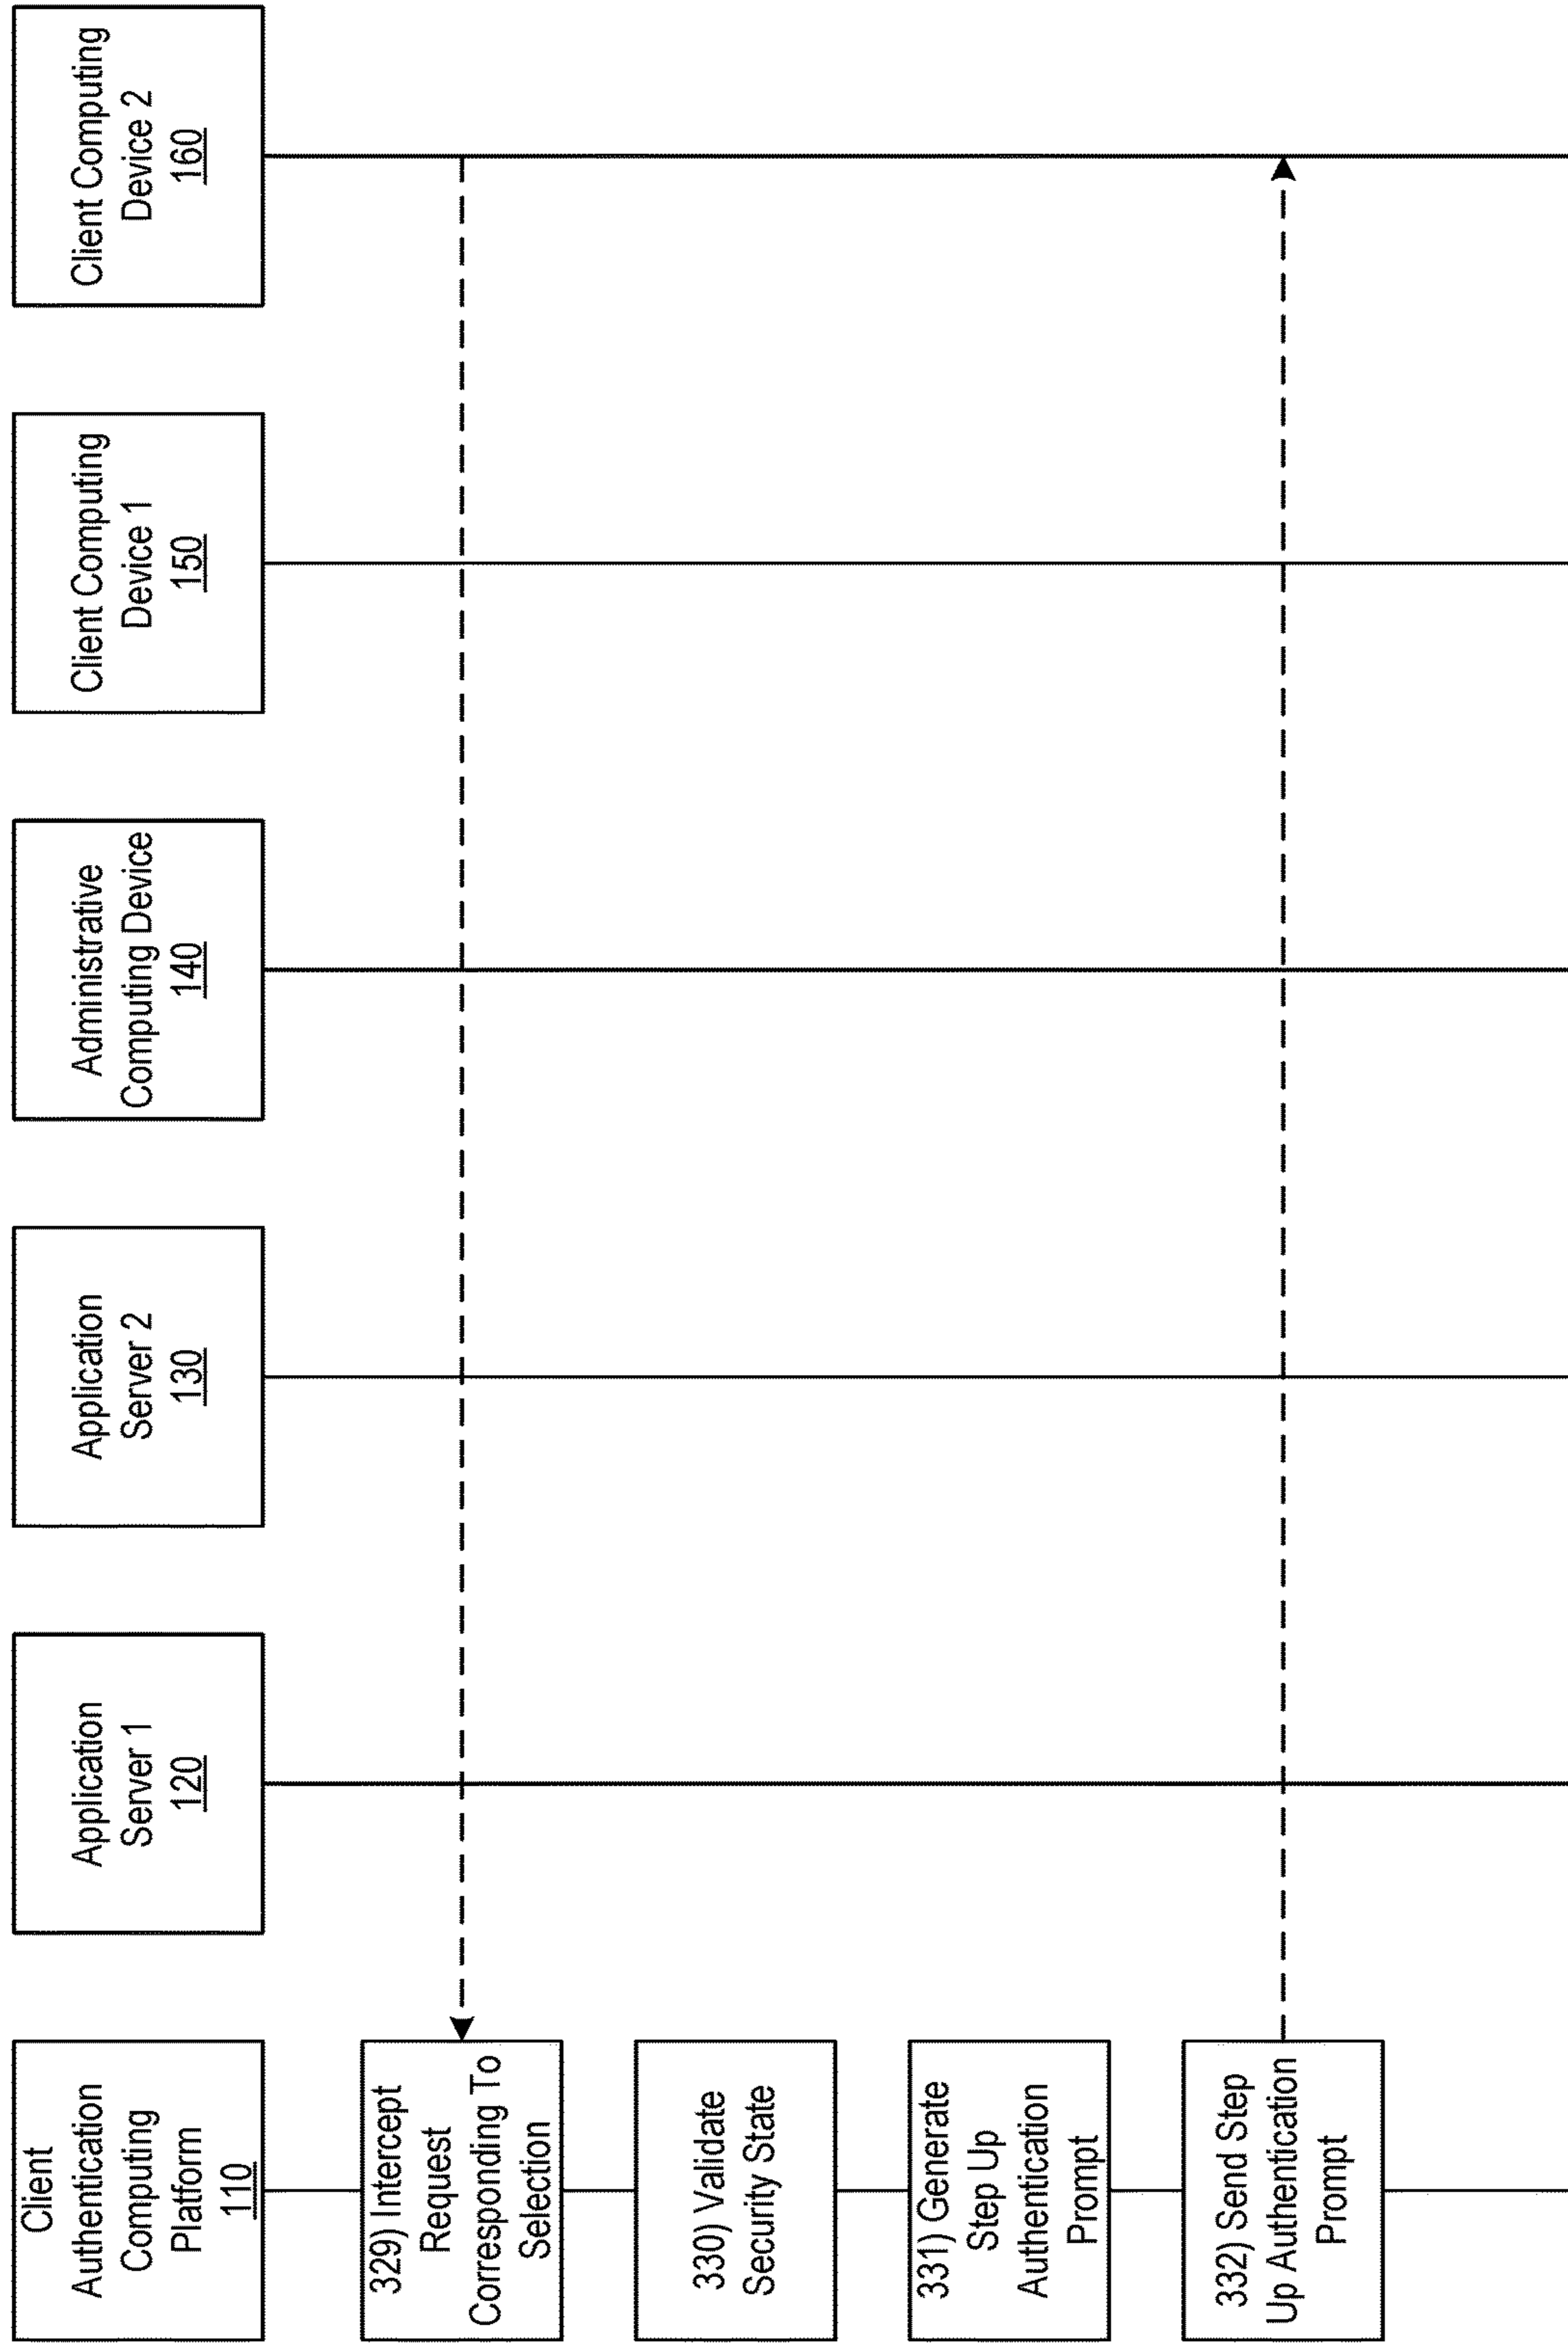 Client
Authentication
Computing
Platform
110
Application
Server 1
120
Application
Server 2
130
Administrative
Computing Device
140
Client Computing
Device 1
150
Client Computing
Device 2
160
329) Intercept
Request
Corresponding To
Selection
330) Validate
Security State
331) Generate
Step Up
Authentication
Prompt
332) Send Step
Up Authentication
Prompt